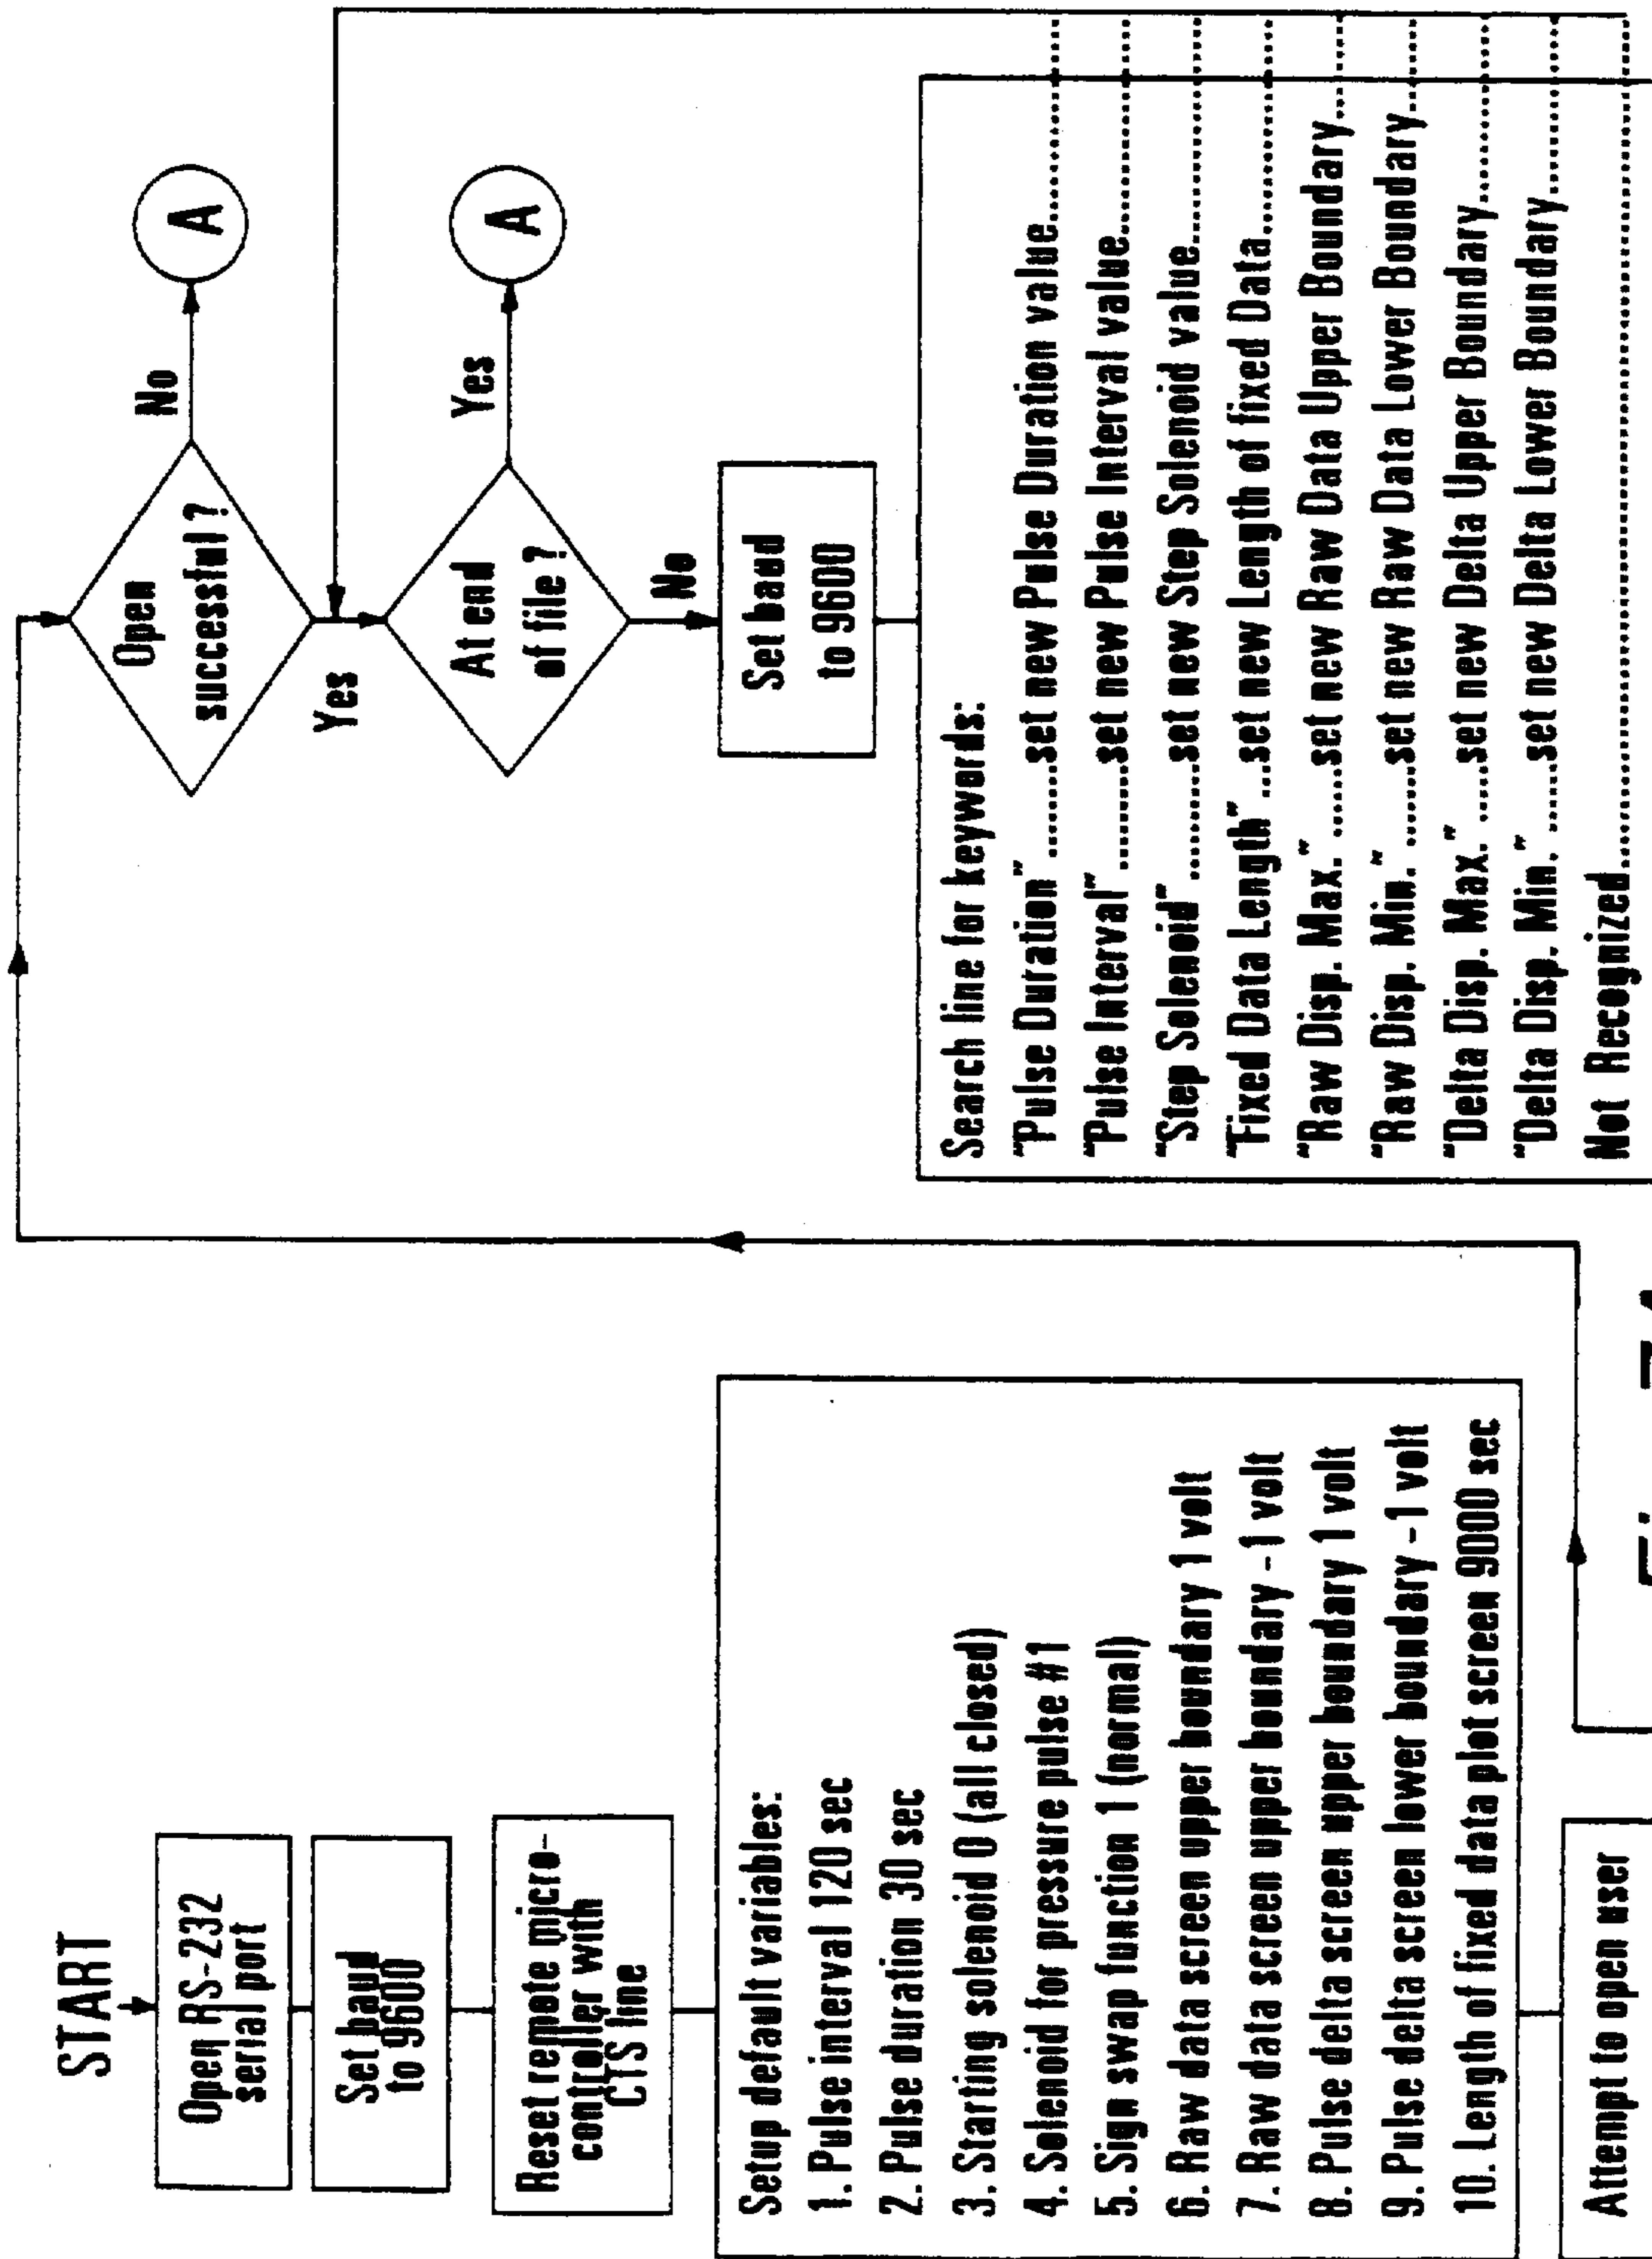 START
Open RS-232
serial port
Set baud
to 9600
Reset remote micro-
controller with
CTS line
Setup default variables:
1. Pulse interval 120 sec
2. Pulse duration 30 sec
3. Starting solenoid 0 (all closed)
4. Solenoid for pressure pulse #1
5. Sign swap function 1 (normal)
6. Raw data screen upper boundary 1 volt
7. Raw data screen upper boundary -1 volt
8. Pulse delta screen upper boundary 1 volt
9. Pulse delta screen lower boundary -1 volt
10. Length of fixed data plot screen 9000 sec
Attempt to open user
Open
successful?
No
A
Yes
At end
of file?
Yes
A
No
Set baud
to 9600
Search line for keywords:
"Pulse Duration"........set new Pulse Duration value
"Pulse Interval"..........set new Pulse Interval value
"Step Solenoid"..........set new Step Solenoid value
"Fixed Data Length"...set new Length of fixed Data
"Raw Disp. Max."......set new Raw Data Upper Boundary
"Raw Disp. Min.".......set new Raw Data Lower Boundary
"Delta Disp. Max.".....set new Delta Upper Boundary
"Delta Disp. Min."......set new Delta Lower Boundary
Not Recognized